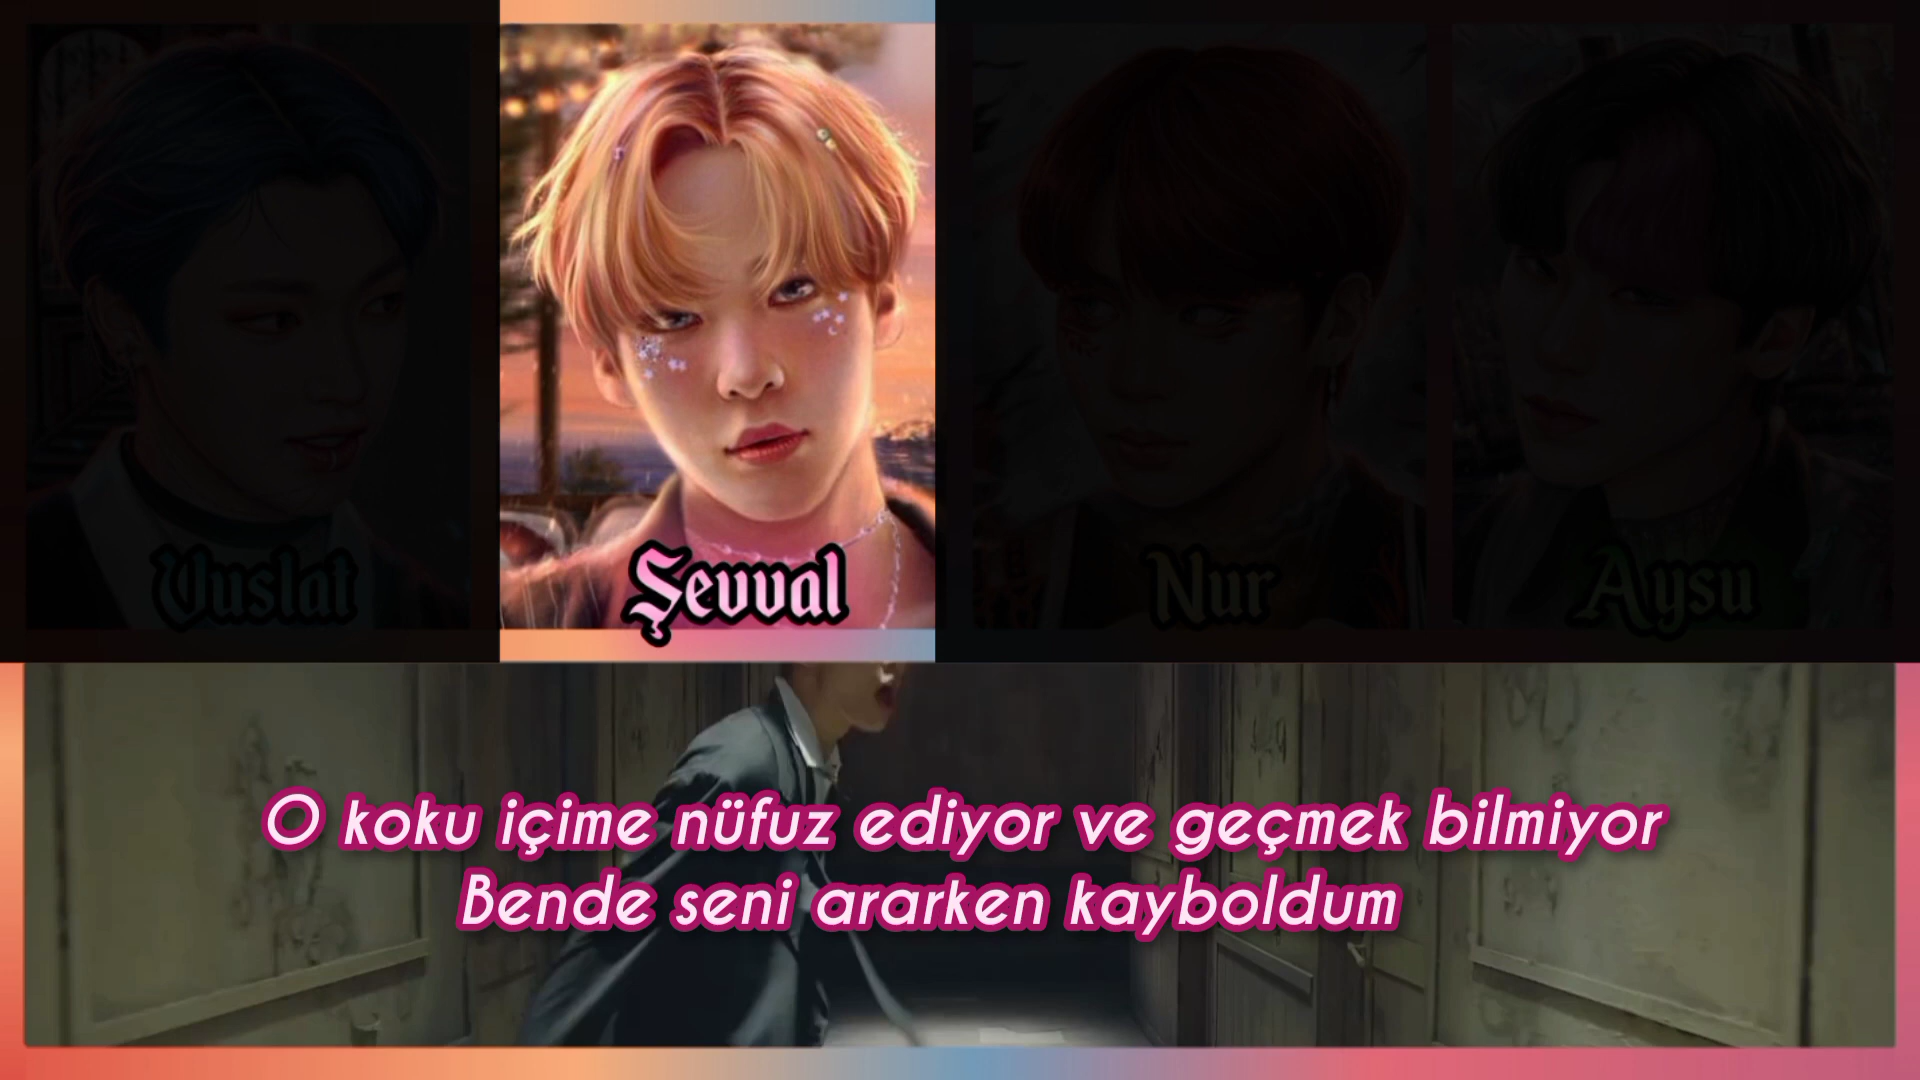 Vuslat
Şevval
Nur
Aysu
O koku içime nüfuz ediyor ve geçmek bilmiyor
Bende seni ararken kayboldum